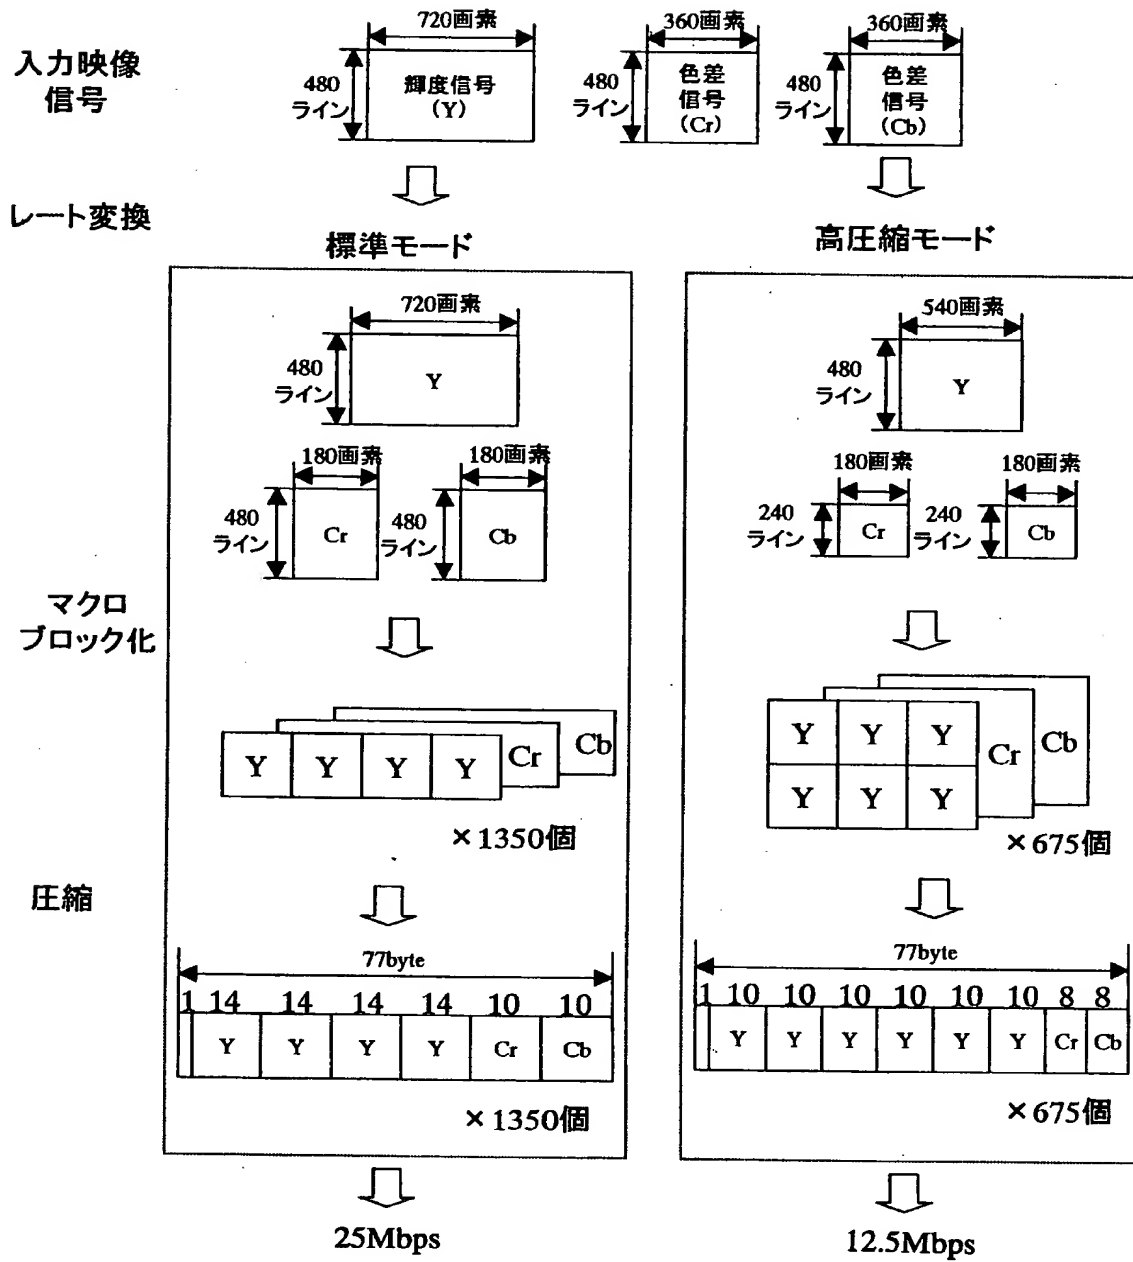 入力映像
信号
720画素
480
ライン
輝度信号
(Y)
360画素
480
ライン
色差
信号
(Cr)
360画素
480
ライン
色差
信号
(Cb)
レート変換
標準モード
720画素
480
ライン
Y
180画素
480
ライン
Cr
180画素
480
ライン
Cb
高圧縮モード
540画素
480
ライン
Y
180画素
240
ライン
Cr
180画素
240
ライン
Cb
マクロ
ブロック化
Y Y Y Y Cr Cb
×1350個
Y Y Y Cr Cb
Y Y Y
×675個
圧縮
77byte
1 14 14 14 14 10 10
Y Y Y Y Cr Cb
×1350個
77byte
1 10 10 10 10 10 10 8 8
Y Y Y Y Y Y Cr Cb
×675個
25Mbps
12.5Mbps